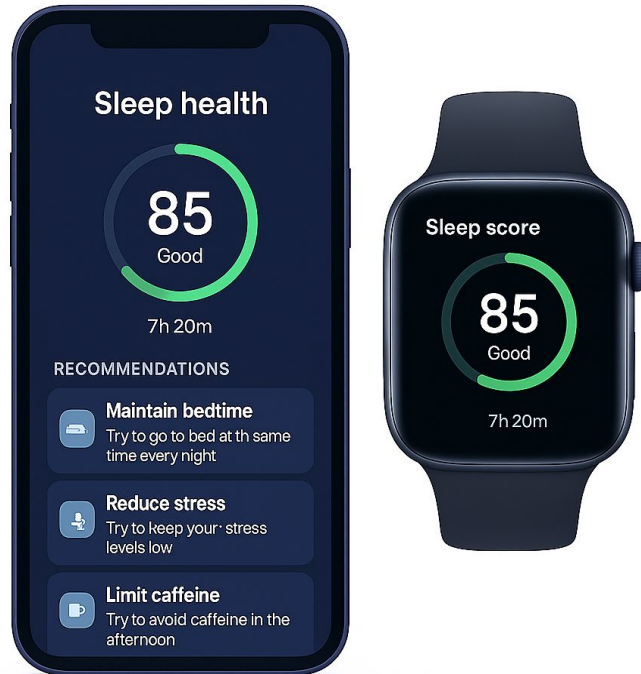 Sleep health
85
Good
7h 20m
RECOMMENDATIONS
Maintain bedtime
Try to go to bed at th same
time every night
Reduce stress
Try to keep your· stress
levels low
Limit caffeine
Try to avoid caffeine in the
afternoon
Sleep score
85
Good
7h 20m